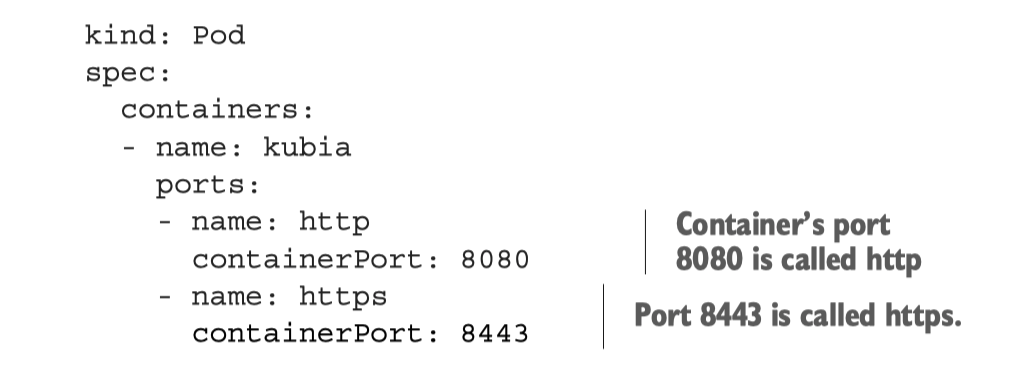 kind: Pod
spec:
  containers:
  - name: kubia
    ports:
    - name: http
      containerPort: 8080
    - name: https
      containerPort: 8443
Container’s port
8080 is called http
Port 8443 is called https.